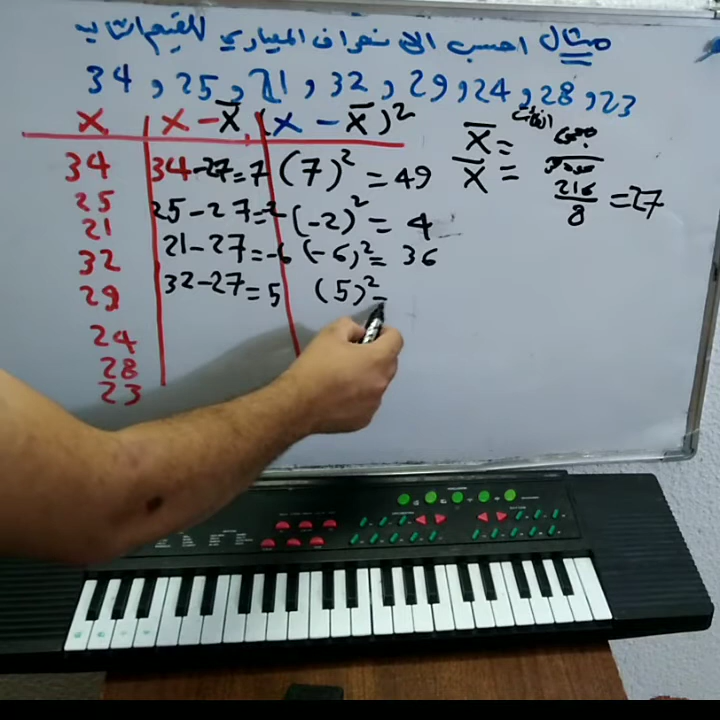 مثال احسب الانحراف المعياري للقيم
34 , 25 , 21 , 32 , 29 , 24 , 28 , 23
X | X - X̅ | (X - X̅)²
34 34-27=7 (7)² = 49
25 25-27=-2 (-2)² = 4
21 21-27=-6 (-6)² = 36
32 32-27=5 (5)² =
29
24
28
23
X̅ =
X̅ = 216/8 = 27